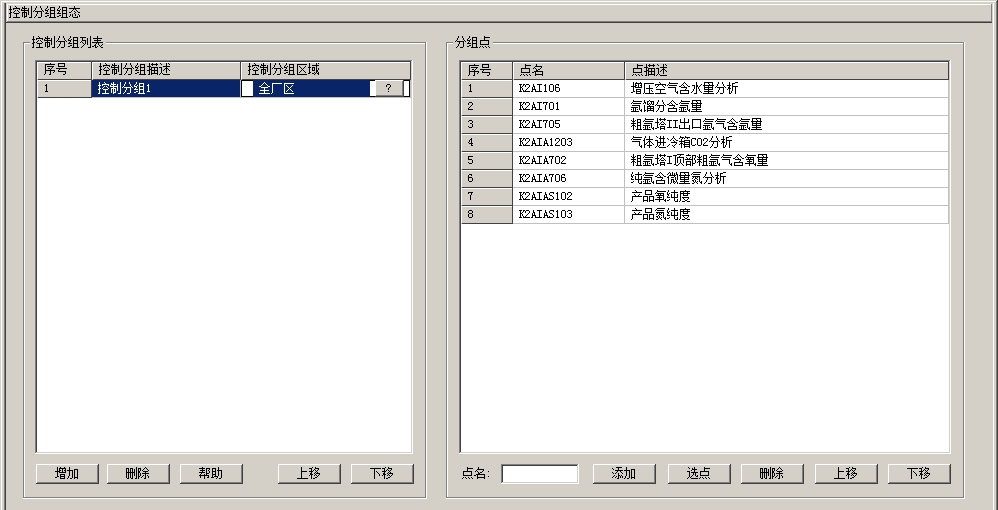 控制分组组态
控制分组列表
序号 控制分组描述 控制分组区域
1 控制分组1 全厂区 ?
增加 删除 帮助 上移 下移
分组点
序号 点名 点描述
1 K2AI106 增压空气含水量分析
2 K2AI701 氩馏分含氩量
3 K2AI705 粗氩塔II出口氩气含氩量
4 K2AIA1203 气体进冷箱CO2分析
5 K2AIA702 粗氩塔I顶部粗氩气含氧量
6 K2AIA706 纯氩含微量氮分析
7 K2AIAS102 产品氧纯度
8 K2AIAS103 产品氮纯度
点名: 添加 选点 删除 上移 下移